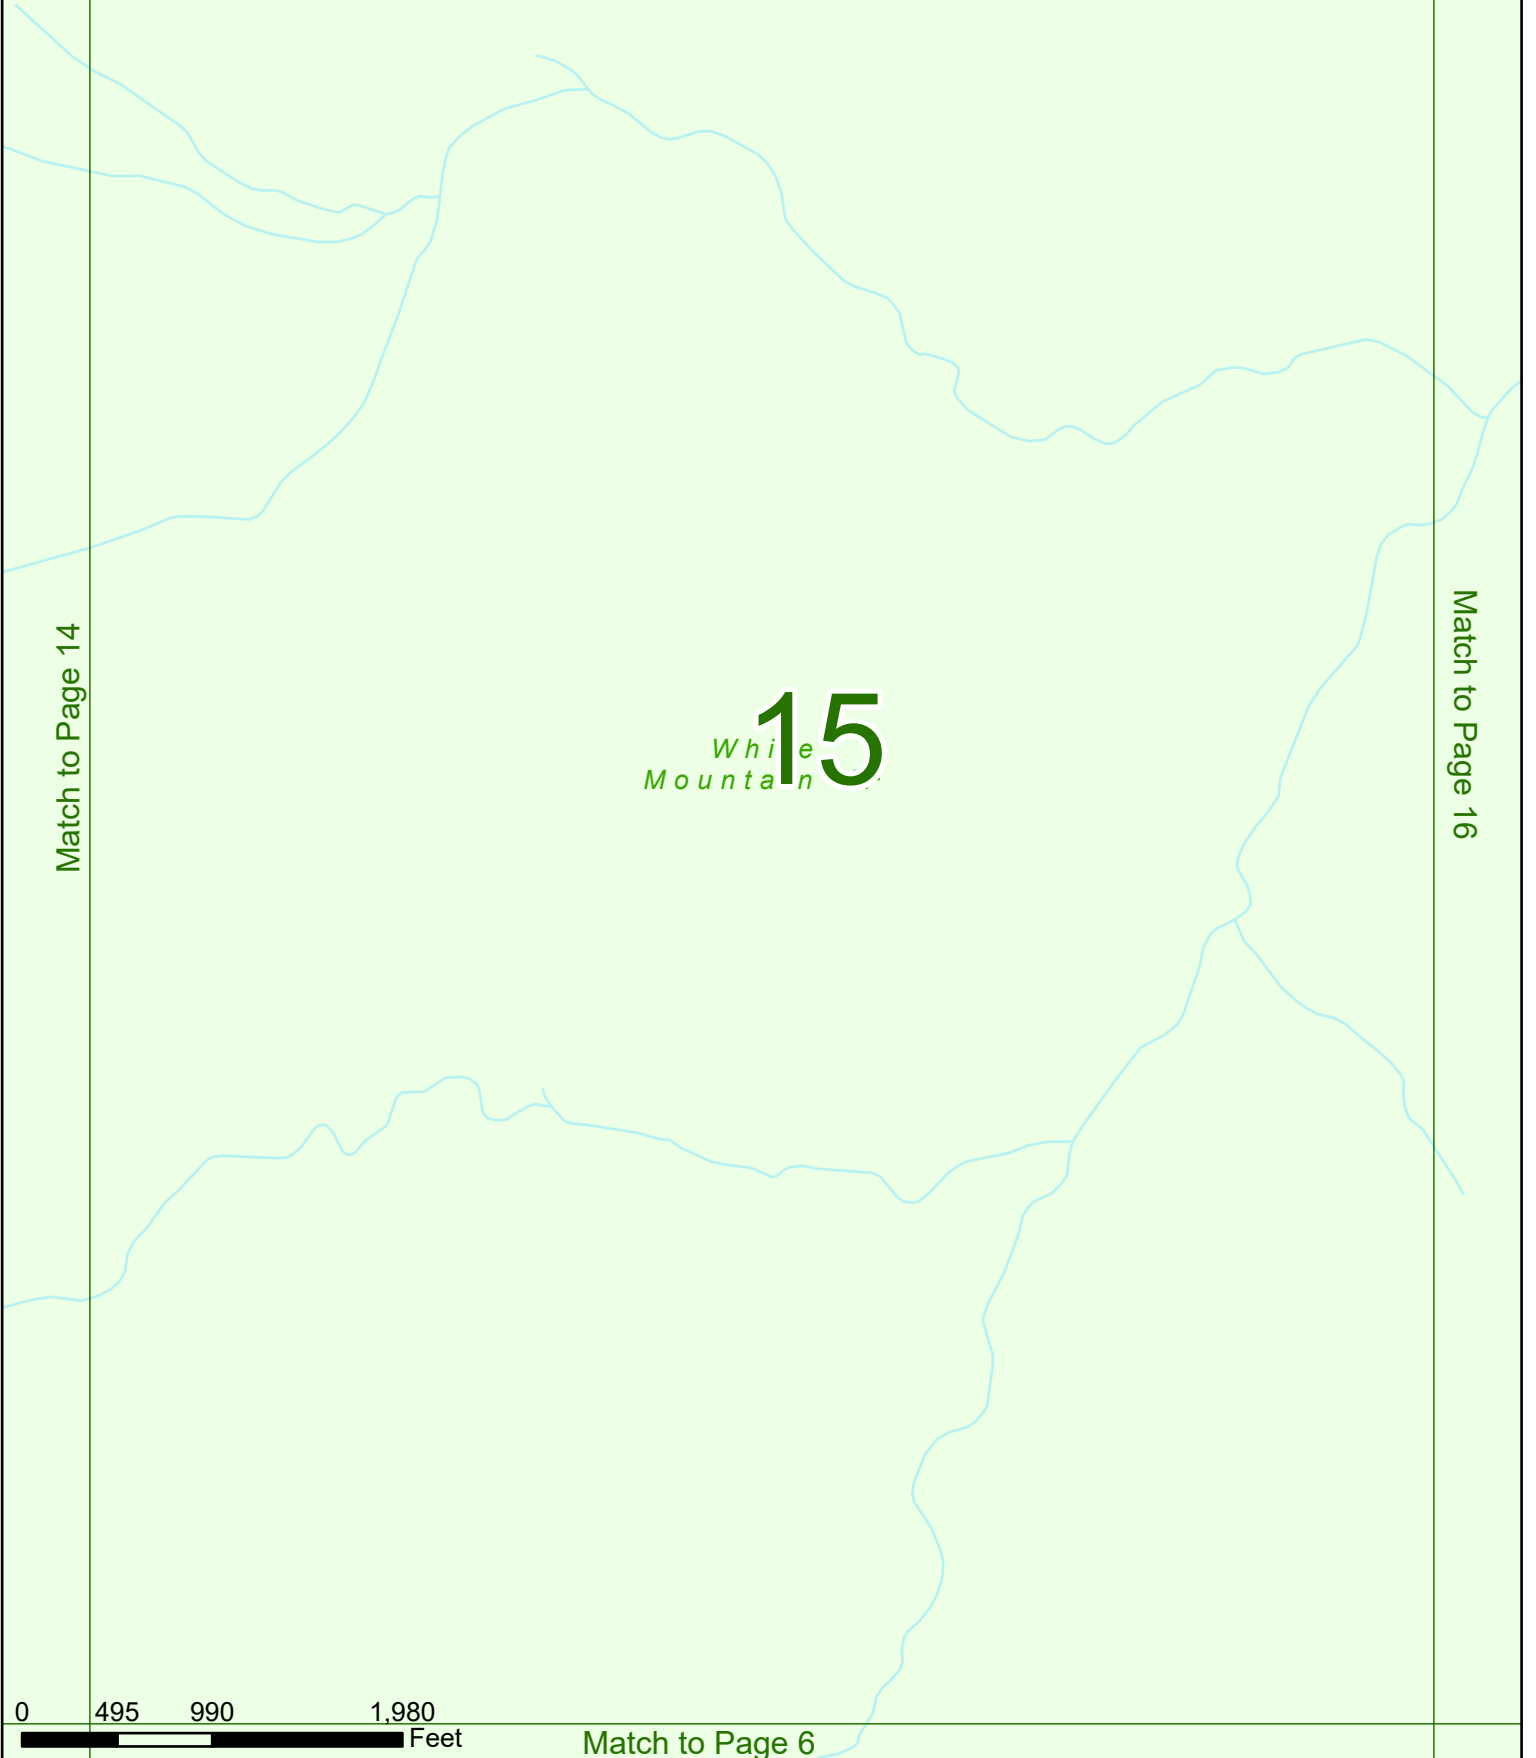 Match to Page 14
Match to Page 16
15
Mountain
0 495 990 1,980
Feet
Match to Page 6